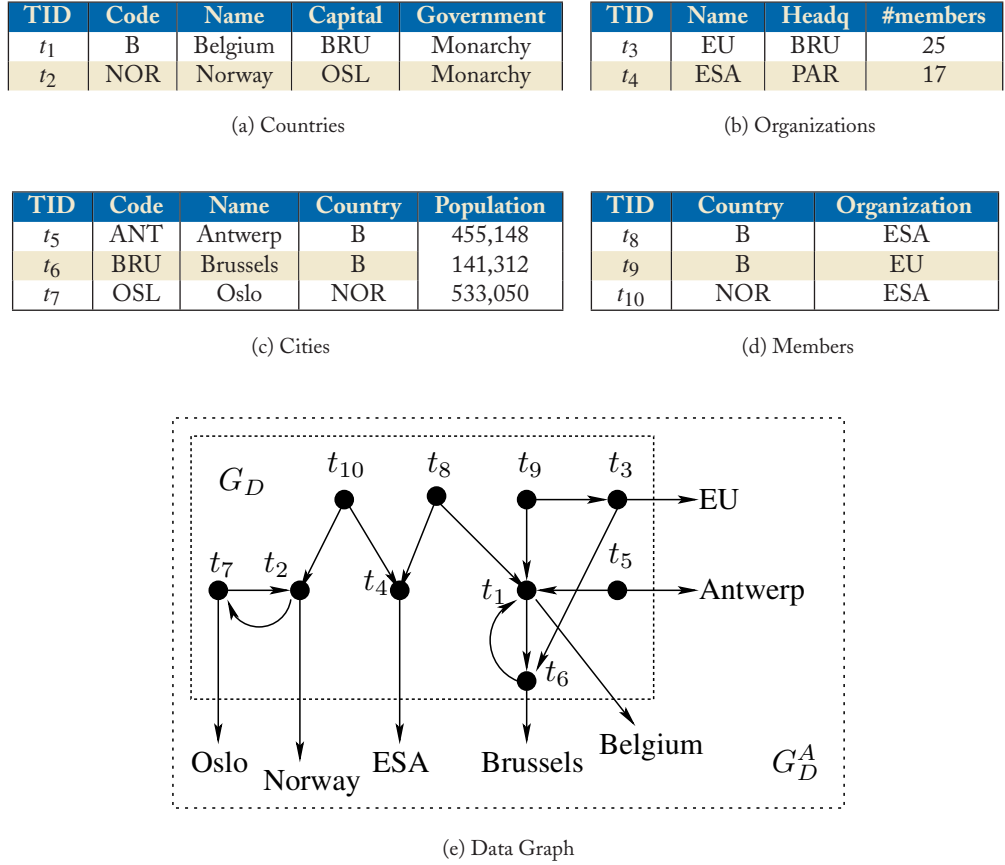 TID Code Name Capital Government
t1 B Belgium BRU Monarchy
t2 NOR Norway OSL Monarchy
(a) Countries
TID Name Headq #members
t3 EU BRU 25
t4 ESA PAR 17
(b) Organizations
TID Code Name Country Population
t5 ANT Antwerp B 455,148
t6 BRU Brussels B 141,312
t7 OSL Oslo NOR 533,050
(c) Cities
TID Country Organization
t8 B ESA
t9 B EU
t10 NOR ESA
(d) Members
G_D t10 t8 t9 t3
EU
t7 t2 t4 t1 t5
Antwerp
t6
Oslo Norway ESA Brussels Belgium
G_D^A
(e) Data Graph